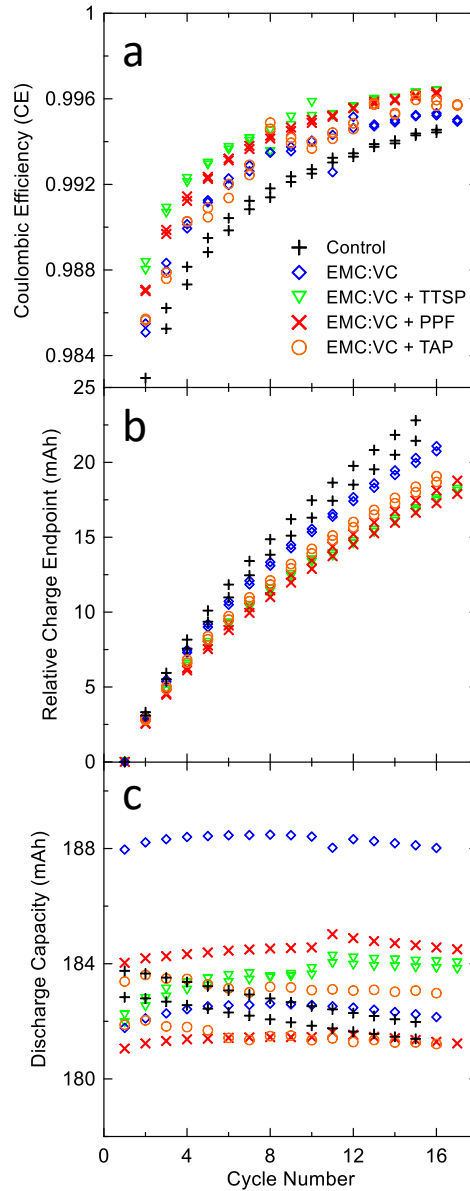 a
1
0.996
0.992
0.988
0.984
Coulombic Efficiency (CE)
Control
EMC:VC
EMC:VC + TTSP
EMC:VC + PPF
EMC:VC + TAP
b
25
20
15
10
5
0
Relative Charge Endpoint (mAh)
c
188
184
180
Discharge Capacity (mAh)
0 4 8 12 16
Cycle Number